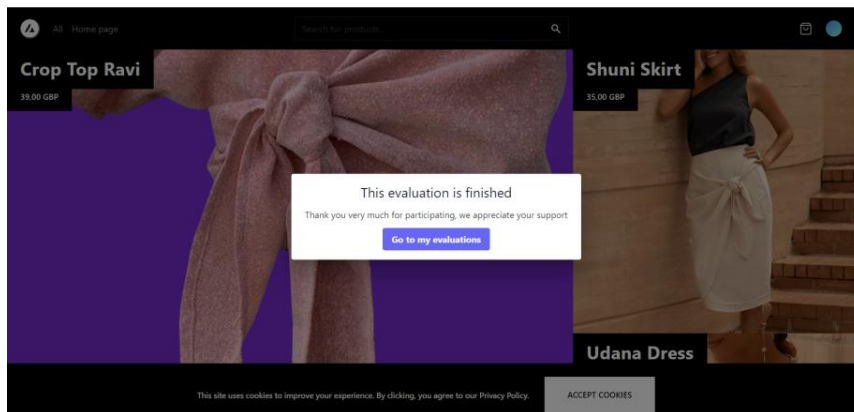 All Home page
Search for products...
Crop Top Ravi
39,00 GBP
Shuni Skirt
35,00 GBP
This evaluation is finished
Thank you very much for participating, we appreciate your support
Go to my evaluations
Udana Dress
This site uses cookies to improve your experience. By clicking, you agree to our Privacy Policy.
ACCEPT COOKIES